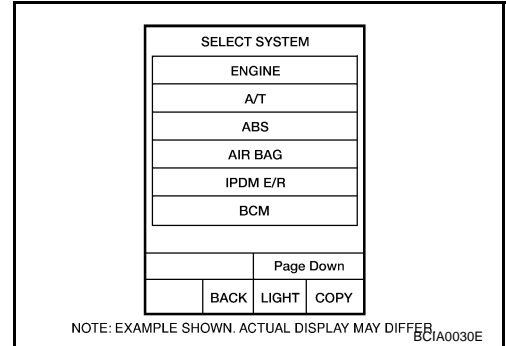 SELECT SYSTEM
ENGINE
A/T
ABS
AIR BAG
IPDM E/R
BCM
Page Down
BACK LIGHT COPY
NOTE: EXAMPLE SHOWN. ACTUAL DISPLAY MAY DIFFER.
BCIA0030E